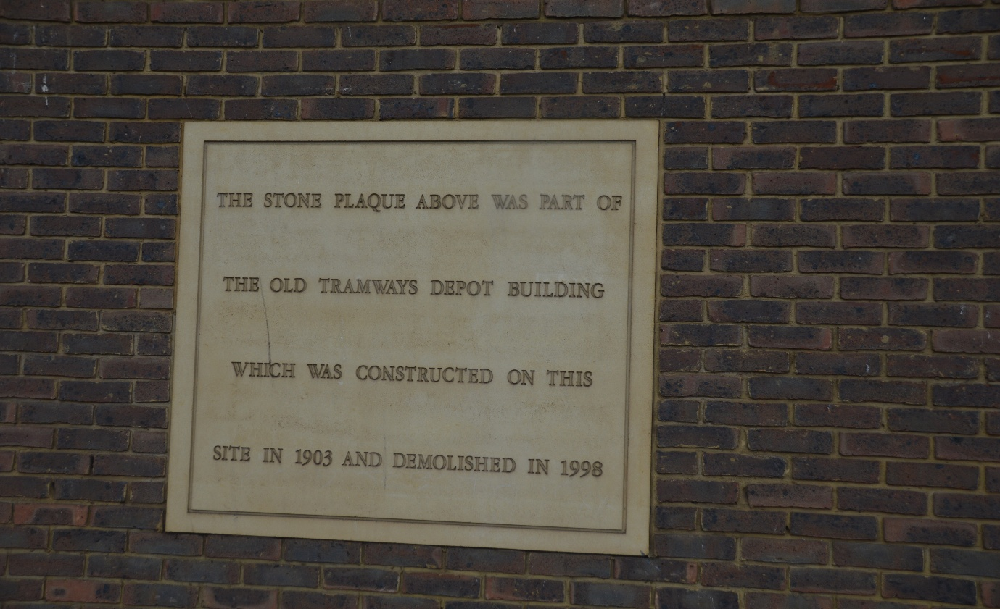 THE STONE PLAQUE ABOVE WAS PART OF
THE OLD TRAMWAYS DEPOT BUILDING
WHICH WAS CONSTRUCTED ON THIS
SITE IN 1903 AND DEMOLISHED IN 1998